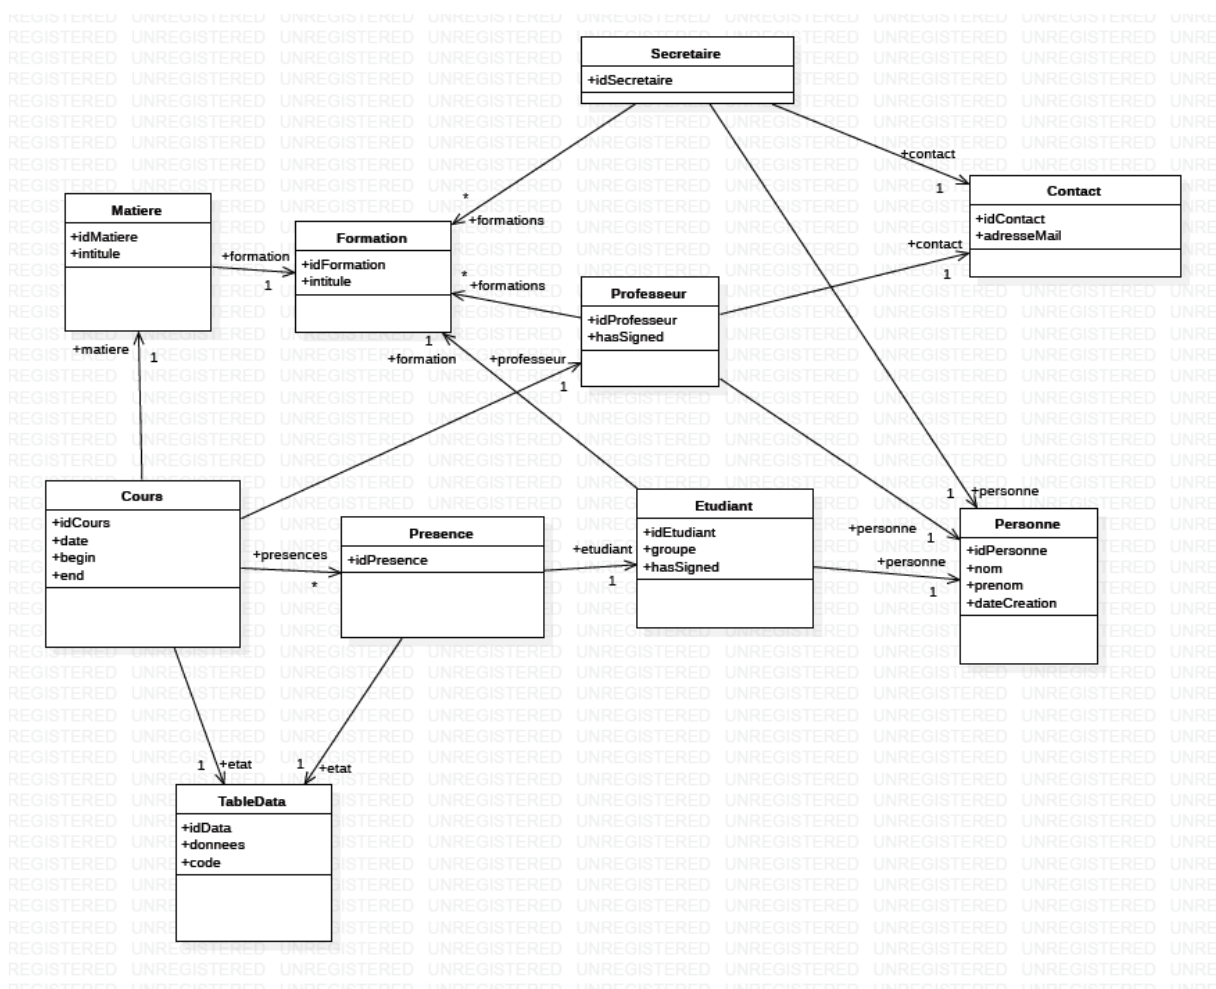 Secretaire
+idSecretaire
+contact
1
Contact
+idContact
+adresseMail
*
+formations
Matiere
+idMatiere
+intitule
+formation
1
Formation
+idFormation
+intitule
+contact
1
*
+formations
Professeur
+idProfesseur
+hasSigned
+matiere
1
1
+formation
+professeur
1
Cours
+idCours
+date
+begin
+end
+presences
*
Presence
+idPresence
+etudiant
1
Etudiant
+idEtudiant
+groupe
+hasSigned
1
+personne
+personne
1
+personne
1
Personne
+idPersonne
+nom
+prenom
+dateCreation
1
+etat
1
+etat
TableData
+idData
+donnees
+code
UNREGISTERED